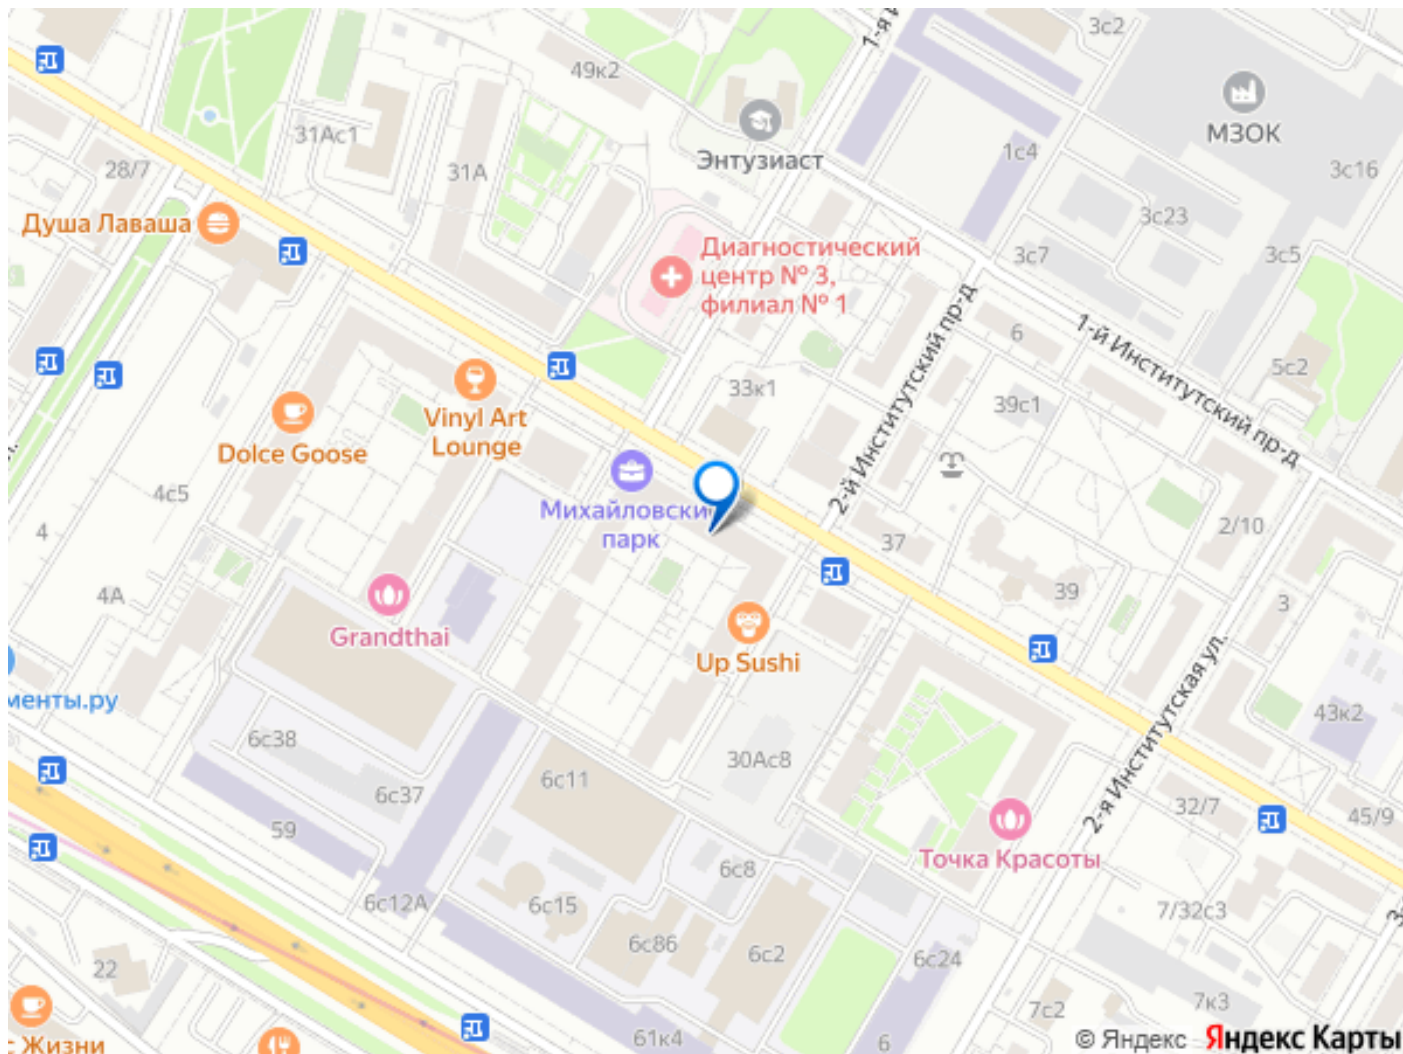 3с2
49к2
МЗОК
31Ас1
Энтузиаст
1с4
28/7
31А
3с16
Душа Лаваша
3с23
Диагностический
центр № 3,
филиал № 1
3с7
3с5
6
1-й Институтский пр-д
5с2
2-й Институтский пр-д
33к1
39с1
Vinyl Art
Lounge
Dolce Goose
4с5
Михайловски
парк
37
2/10
4
39
4А
3
Grandthai
Up Sushi
менты.ру
2-я Институтская ул.
43к2
6с38
30Ас8
6с11
6с37
32/7
45/9
59
Точка Красоты
6с8
6с12А
6с15
7/32с3
6с86
6с2
6с24
22
7с2
7к3
61к4
6
с Жизни
© Яндекс Яндекс Карты